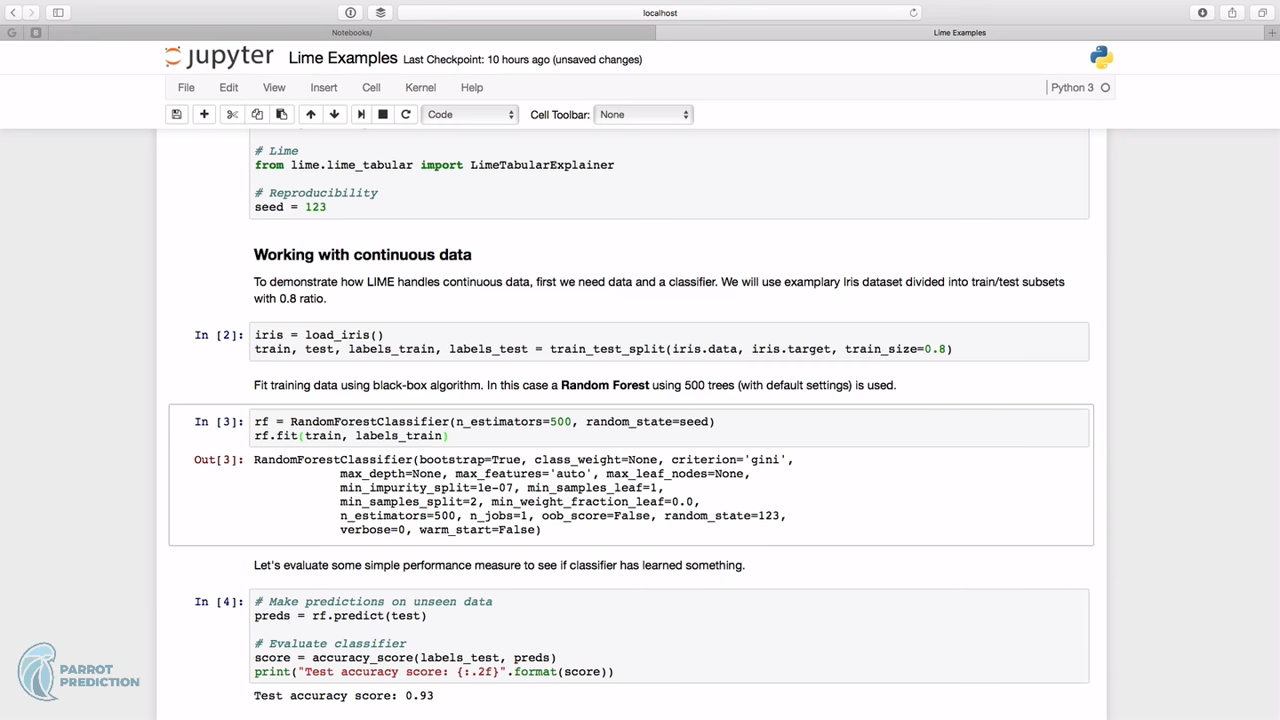 localhost
G
B
Notebooks/
Lime Examples
jupyter Lime Examples Last Checkpoint: 10 hours ago (unsaved changes)
File Edit View Insert Cell Kernel Help
Python 3
Code
Cell Toolbar: None
# Lime
from lime.lime_tabular import LimeTabularExplainer
# Reproducibility
seed = 123
Working with continuous data
To demonstrate how LIME handles continuous data, first we need data and a classifier. We will use examplary Iris dataset divided into train/test subsets
with 0.8 ratio.
In [2]: iris = load_iris()
train, test, labels_train, labels_test = train_test_split(iris.data, iris.target, train_size=0.8)
Fit training data using black-box algorithm. In this case a Random Forest using 500 trees (with default settings) is used.
In [3]: rf = RandomForestClassifier(n_estimators=500, random_state=seed)
rf.fit(train, labels_train)
Out[3]: RandomForestClassifier(bootstrap=True, class_weight=None, criterion='gini',
max_depth=None, max_features='auto', max_leaf_nodes=None,
min_impurity_split=1e-07, min_samples_leaf=1,
min_samples_split=2, min_weight_fraction_leaf=0.0,
n_estimators=500, n_jobs=1, oob_score=False, random_state=123,
verbose=0, warm_start=False)
Let's evaluate some simple performance measure to see if classifier has learned something.
In [4]: # Make predictions on unseen data
preds = rf.predict(test)
# Evaluate classifier
score = accuracy_score(labels_test, preds)
print("Test accuracy score: {:.2f}".format(score))
Test accuracy score: 0.93
PARROT
PREDICTION